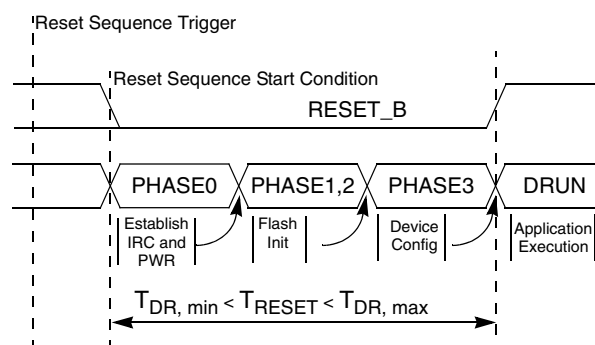 Reset Sequence Trigger
Reset Sequence Start Condition
RESET_B
PHASE0 PHASE1,2 PHASE3 DRUN
Establish IRC and PWR
Flash Init
Device Config
Application Execution
TDR, min < TRESET < TDR, max